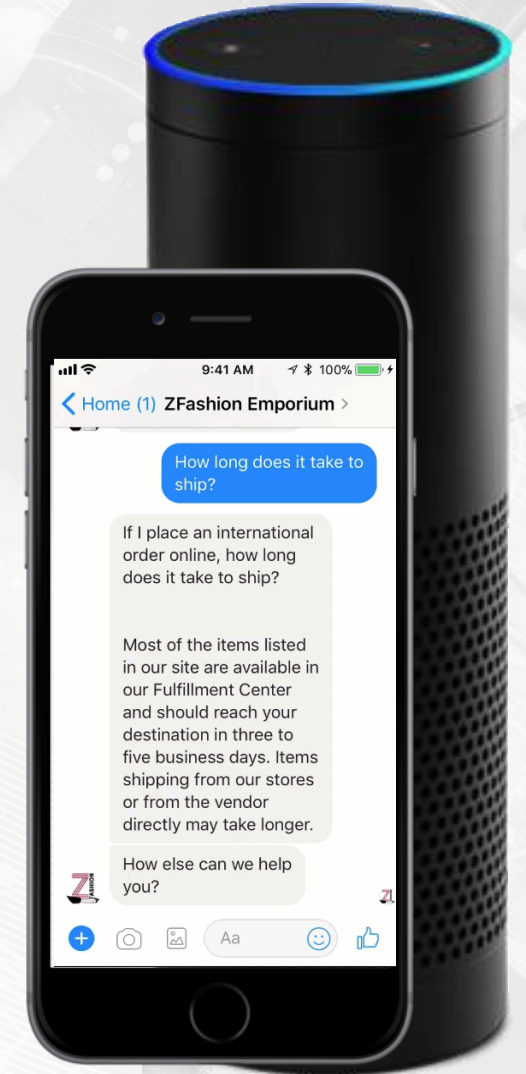 9:41 AM 100%
Home (1) ZFashion Emporium
How long does it take to
ship?
If I place an international
order online, how long
does it take to ship?
Most of the items listed
in our site are available in
our Fulfillment Center
and should reach your
destination in three to
five business days. Items
shipping from our stores
or from the vendor
directly may take longer.
How else can we help
you?
Z FASHION
Aa